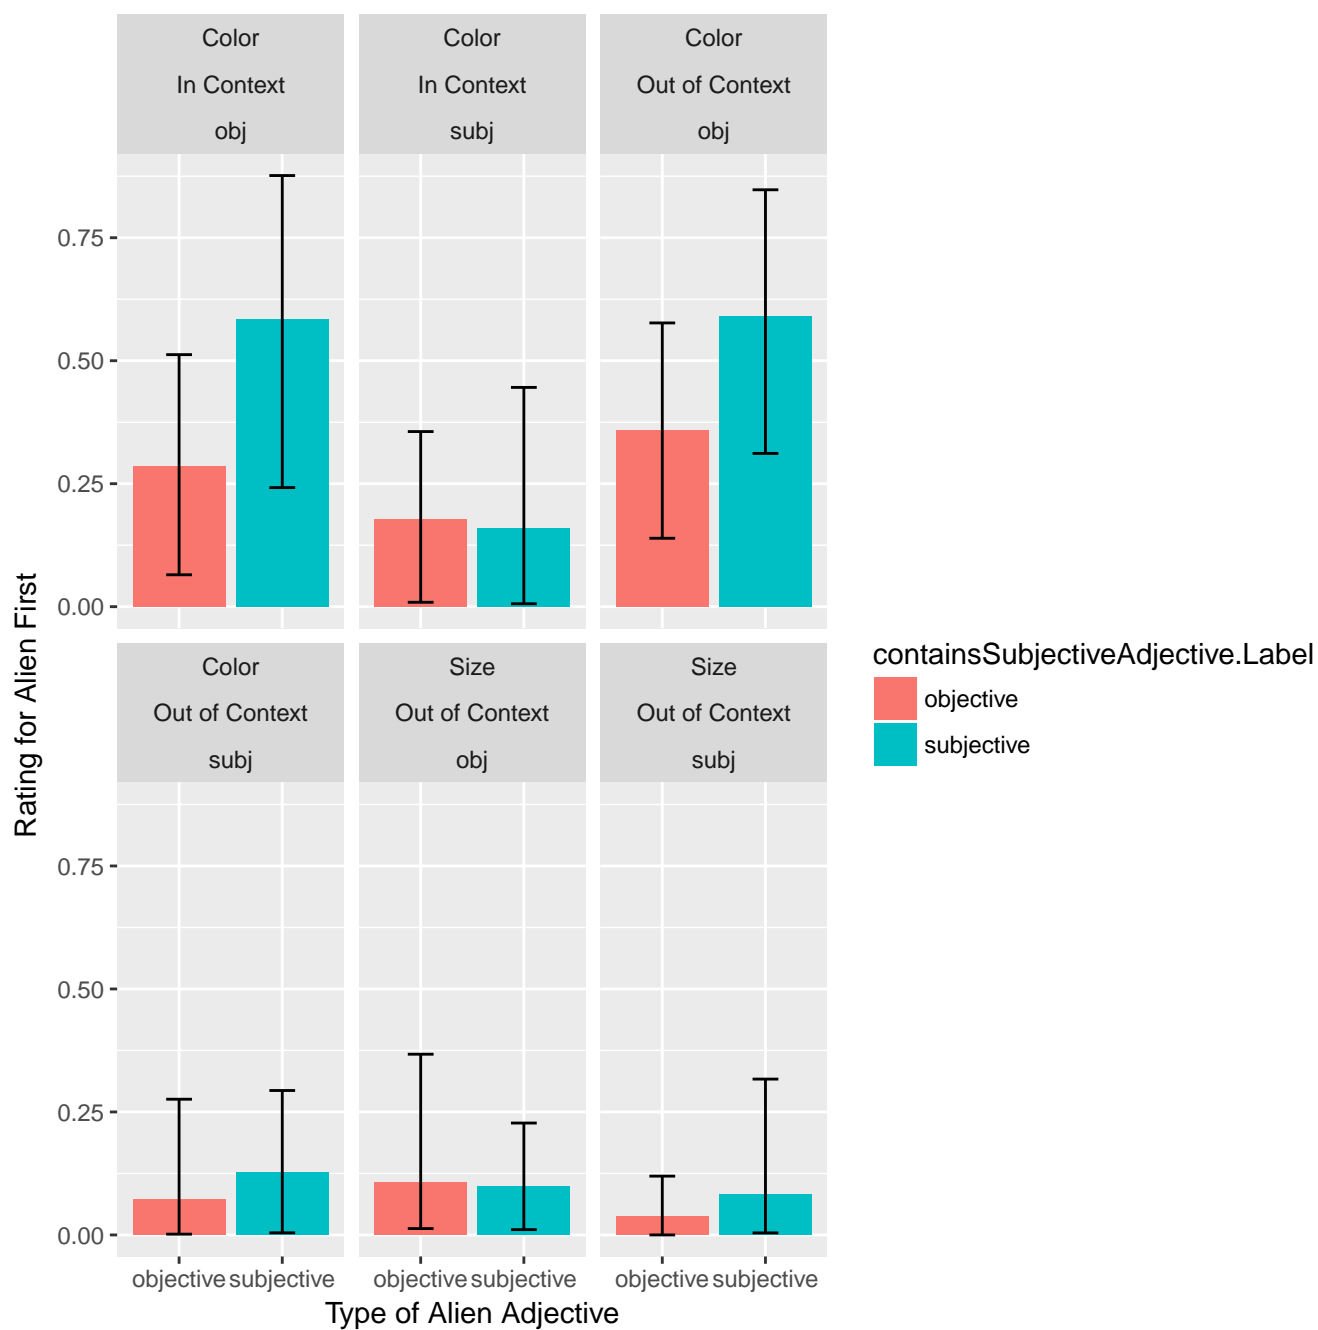 Color
In Context
obj
Color
In Context
subj
Color
Out of Context
obj
0.75
0.50
0.25
0.00
Rating for Alien First
Color
Out of Context
subj
Size
Out of Context
obj
Size
Out of Context
subj
0.75
0.50
0.25
0.00
objective subjective objective subjective objective subjective
Type of Alien Adjective
containsSubjectiveAdjective.Label
objective
subjective